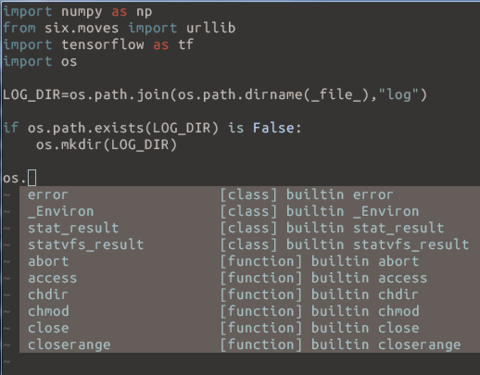 import numpy as np
from six.moves import urllib
import tensorflow as tf
import os
LOG_DIR=os.path.join(os.path.dirname(_file_),"log")
if os.path.exists(LOG_DIR) is False:
    os.mkdir(LOG_DIR)
os.
~ error [class] builtin error
~ _Environ [class] builtin _Environ
~ stat_result [class] builtin stat_result
~ statvfs_result [class] builtin statvfs_result
~ abort [function] builtin abort
~ access [function] builtin access
~ chdir [function] builtin chdir
~ chmod [function] builtin chmod
~ close [function] builtin close
~ closerange [function] builtin closerange
~